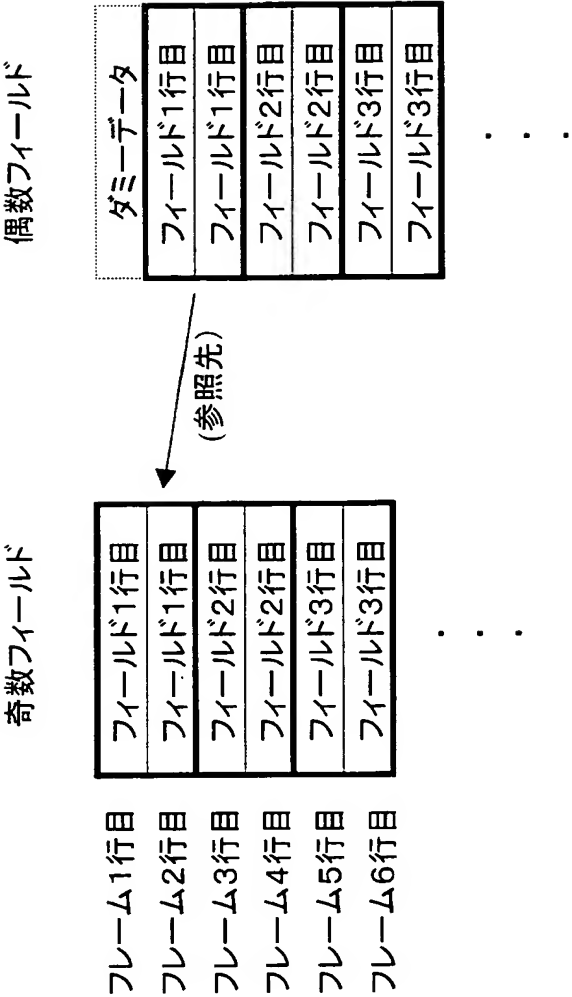 奇数フィールド
偶数フィールド
ダミーデータ
フレーム1行目
フィールド1行目
フィールド1行目
フレーム2行目
フィールド1行目
フィールド1行目
フレーム3行目
フィールド2行目
フィールド2行目
フレーム4行目
フィールド2行目
フィールド2行目
フレーム5行目
フィールド3行目
フィールド3行目
フレーム6行目
フィールド3行目
フィールド3行目
(参照先)
・・・
・・・